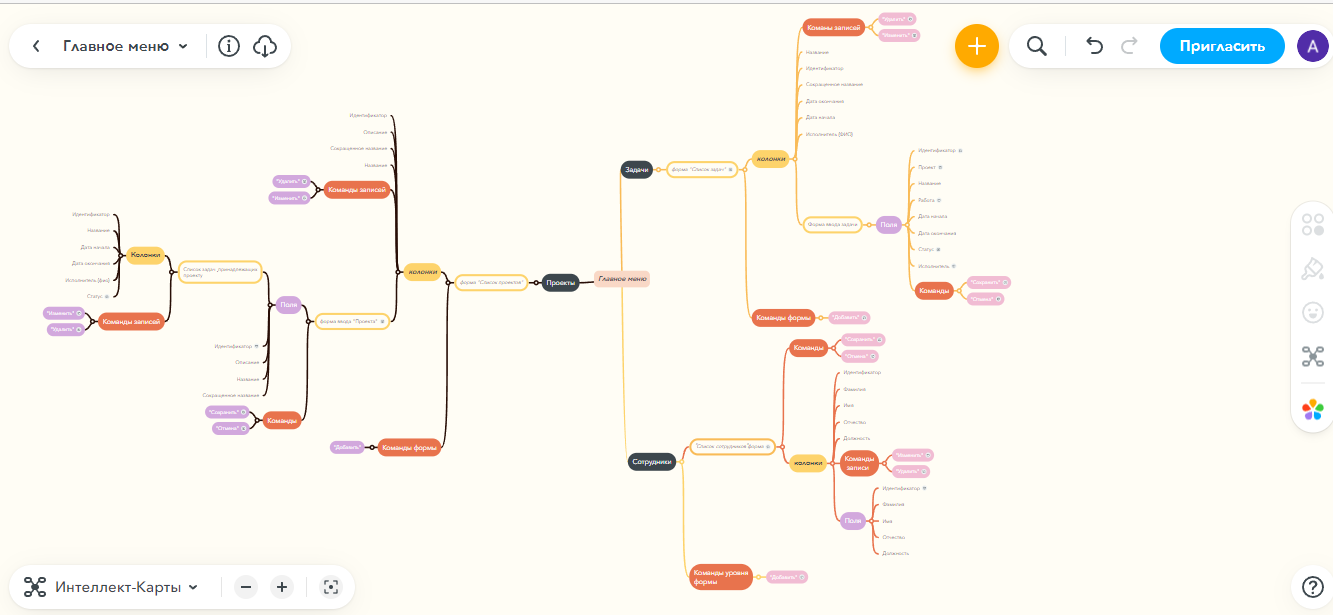 Главное меню
Пригласить
А
Команы записей
"Удалить"
"Изменить"
Название
Идентификатор
Сокращенное название
Дата окончания
Дата начала
Исполнитель (ФИО)
Задачи
форма "Список задач"
колонки
Форма ввода задачи
Поле
Идентификатор
Проект
Название
Работа
Дата начала
Дата окончания
Статус
Исполнитель
Команды
"Сохранить"
"Отмена"
Команды формы
"Добавить"
Главное меню
Проекты
форма "Список проектов"
колонки
Идентификатор
Описание
Сокращенное название
Название
Команды записей
"Удалить"
"Изменить"
форма ввода "Проекта"
Поле
Список задач принадлежащих
проекту
Колонки
Идентификатор
Название
Дата начала
Дата окончания
Исполнитель (фио)
Статус
Команды записей
"Изменить"
"Удалить"
Идентификатор
Описание
Название
Сокращенное название
Команды
"Сохранить"
"Отмена"
Команды формы
"Добавить"
Сотрудники
"Список сотрудников"форма
Команды
"Сохранить"
"Отмена"
колонки
Идентификатор
Фамилия
Имя
Отчество
Должность
Команды
записи
"Изменить"
"Удалить"
Поле
Идентификатор
Фамилия
Имя
Отчество
Должность
Команды уровня
формы
"Добавить"
Интеллект-Карты